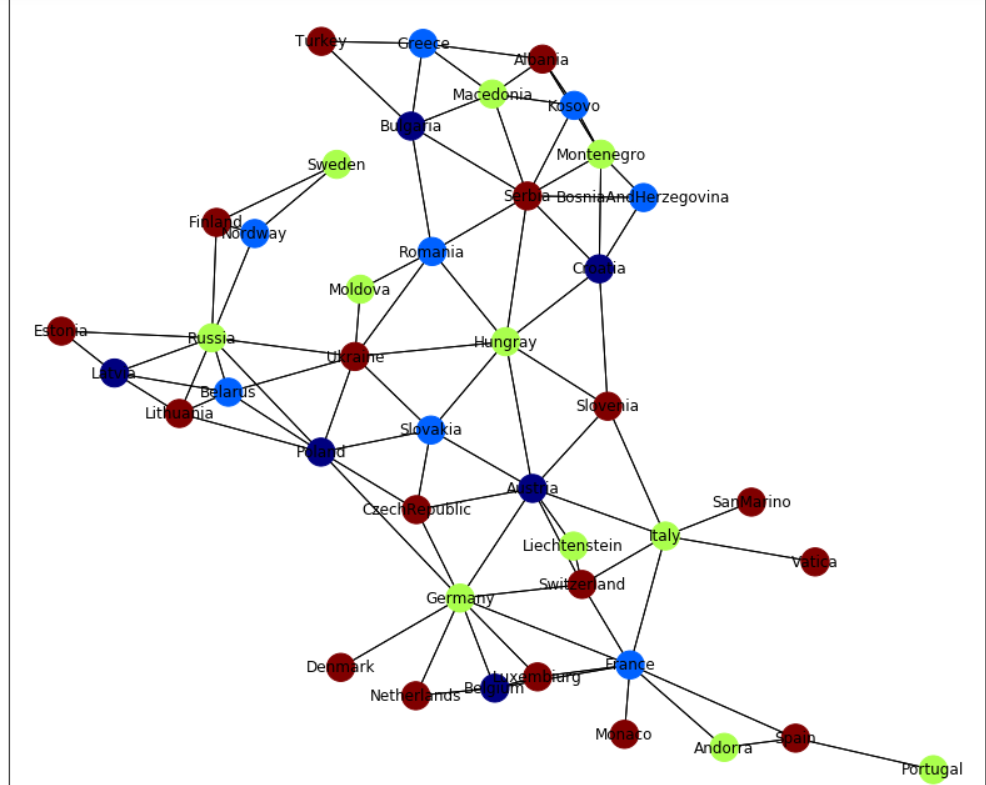 Turkey
Greece
Albania
Macedonia
Kosovo
Bulgaria
Montenegro
Sweden
Serbia
BosniaAndHerzegovina
Finland
Nordway
Romania
Croatia
Moldova
Estonia
Russia
Hungray
Ukraine
Latvia
Belarus
Slovenia
Lithuania
Slovakia
Poland
Austria
SanMarino
CzechRepublic
Italy
Liechtenstein
Vatica
Switzerland
Germany
France
Denmark
Luxemburg
Belgium
Netherlands
Monaco
Spain
Andorra
Portugal